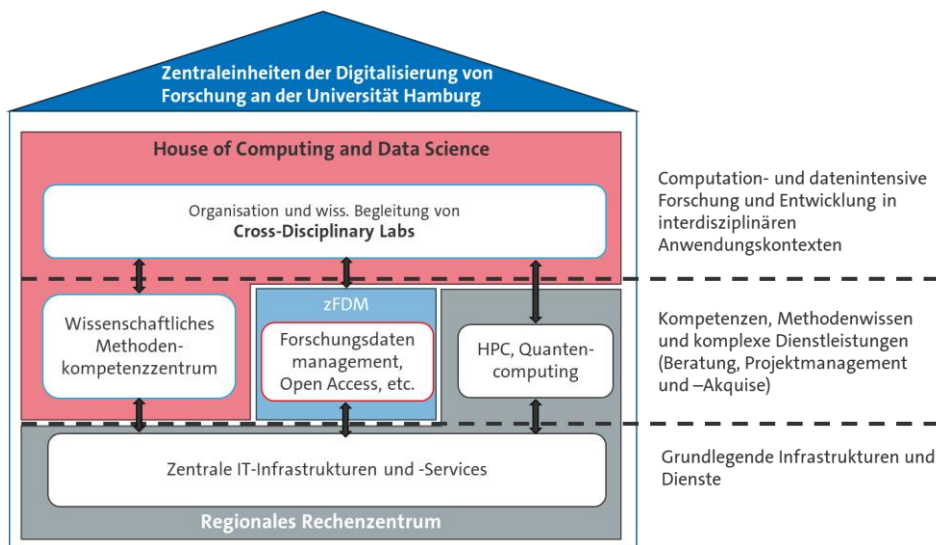 Zentraleinheiten der Digitalisierung von
Forschung an der Universität Hamburg
House of Computing and Data Science
Organisation und wiss. Begleitung von
Cross-Disciplinary Labs
Computation- und datenintensive
Forschung und Entwicklung in
interdisziplinären
Anwendungskontexten
Wissenschaftliches
Methoden-
kompetenzzentrum
zFDM
Forschungsdaten
management,
Open Access, etc.
HPC, Quanten-
computing
Kompetenzen, Methodenwissen
und komplexe Dienstleistungen
(Beratung, Projektmanagement
und –Akquise)
Zentrale IT-Infrastrukturen und -Services
Regionales Rechenzentrum
Grundlegende Infrastrukturen und
Dienste